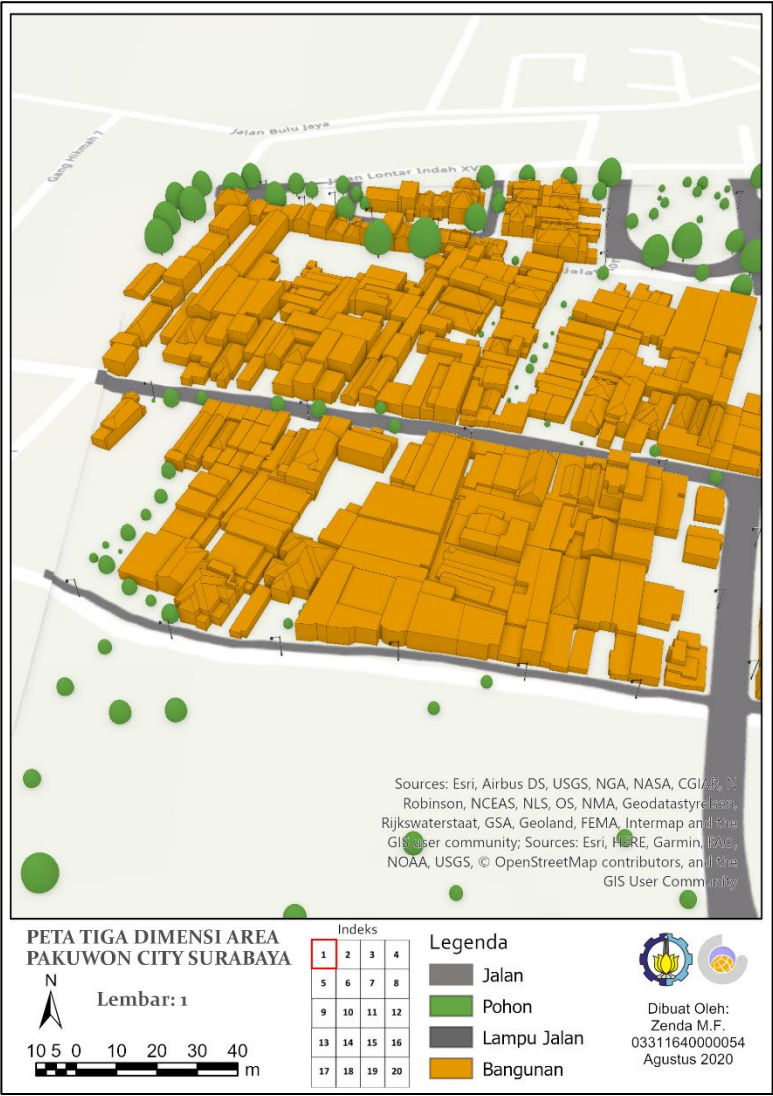 Jalan Bulu Jaya
Gang Hikmah 7
Jalan Lontar Indah XVI
Sources: Esri, Airbus DS, USGS, NGA, NASA, CGIAR, N
Robinson, NCEAS, NLS, OS, NMA, Geodatastyrelsen,
Rijkswaterstaat, GSA, Geoland, FEMA, Intermap and the
GIS user community; Sources: Esri, HERE, Garmin, FAO,
NOAA, USGS, © OpenStreetMap contributors, and the
GIS User Community
PETA TIGA DIMENSI AREA
PAKUWON CITY SURABAYA
N
Lembar: 1
10 5 0 10 20 30 40
m
Indeks
1 2 3 4
5 6 7 8
9 10 11 12
13 14 15 16
17 18 19 20
Legenda
Jalan
Pohon
Lampu Jalan
Bangunan
Dibuat Oleh:
Zenda M.F.
03311640000054
Agustus 2020